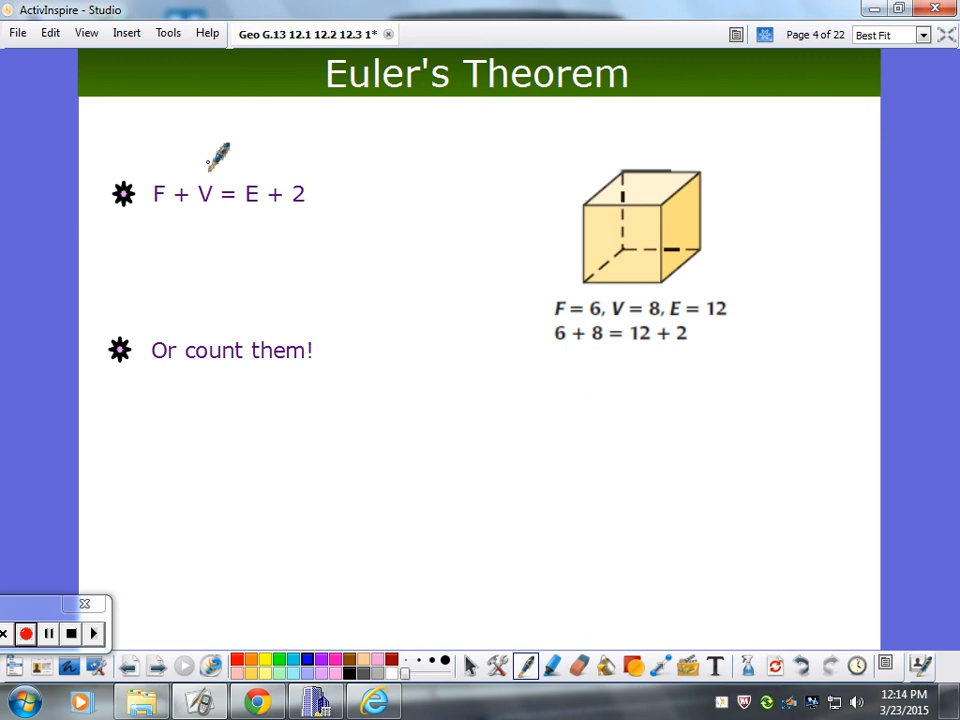 ActivInspire - Studio
File Edit View Insert Tools Help
Geo G.13 12.1 12.2 12.3 1*
Page 4 of 22
Best Fit
Euler's Theorem
F + V = E + 2
F = 6, V = 8, E = 12
6 + 8 = 12 + 2
Or count them!
T
12:14 PM
3/23/2015